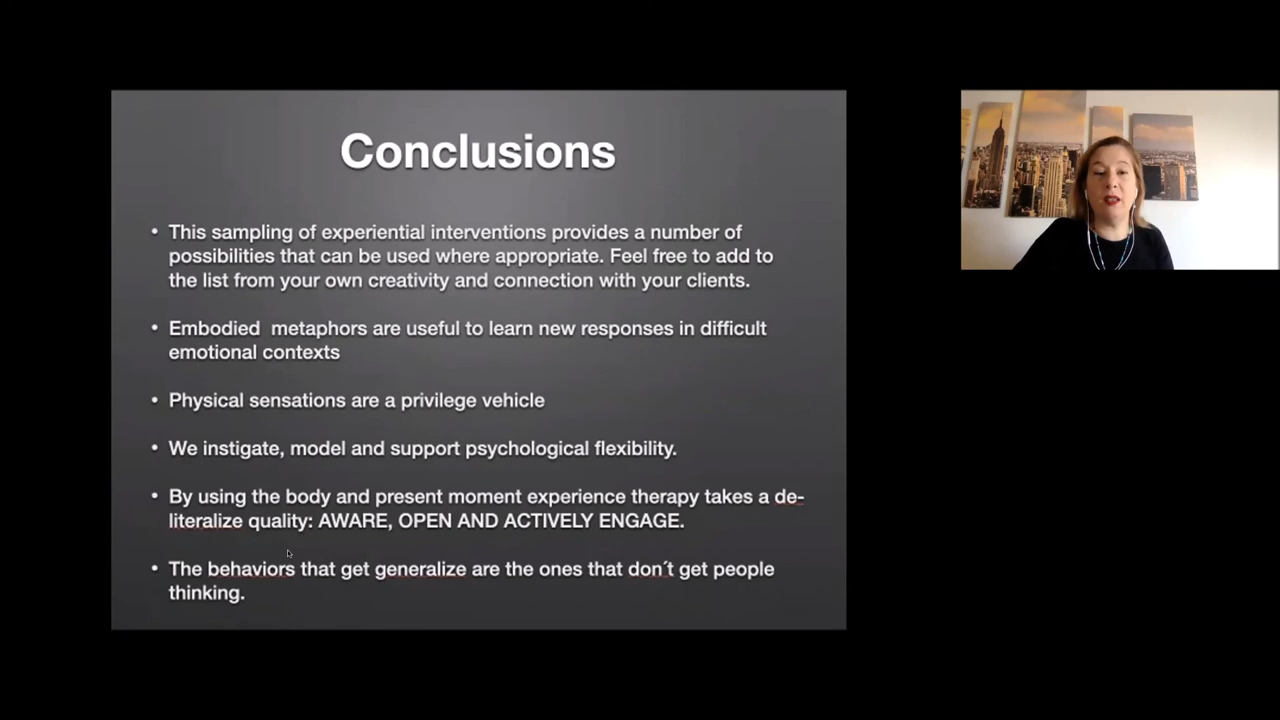 Conclusions
• This sampling of experiential interventions provides a number of
possibilities that can be used where appropriate. Feel free to add to
the list from your own creativity and connection with your clients.
• Embodied  metaphors are useful to learn new responses in difficult
emotional contexts
• Physical sensations are a privilege vehicle
• We instigate, model and support psychological flexibility.
• By using the body and present moment experience therapy takes a de-
literalize quality: AWARE, OPEN AND ACTIVELY ENGAGE.
• The behaviors that get generalize are the ones that don´t get people
thinking.